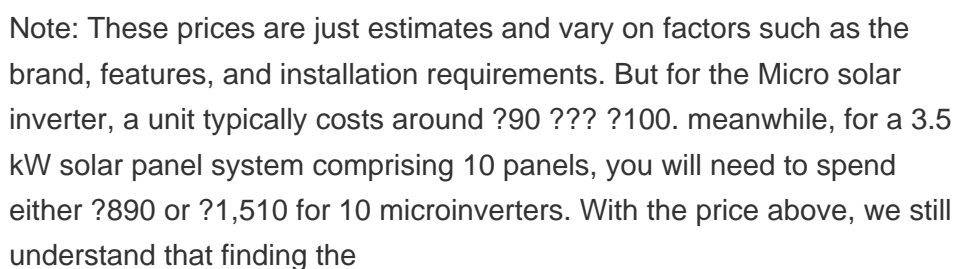 Note: These prices are just estimates and vary on factors such as the
brand, features, and installation requirements. But for the Micro solar
inverter, a unit typically costs around ?90 ??? ?100. meanwhile, for a 3.5
kW solar panel system comprising 10 panels, you will need to spend
either ?890 or ?1,510 for 10 microinverters. With the price above, we still
understand that finding the